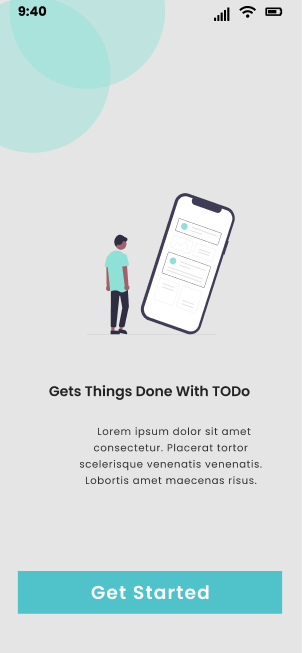 9:40
Gets Things Done With TODo
Lorem ipsum dolor sit amet
consectetur. Placerat tortor
scelerisque venenatis venenatis.
Lobortis amet maecenas risus.
Get Started